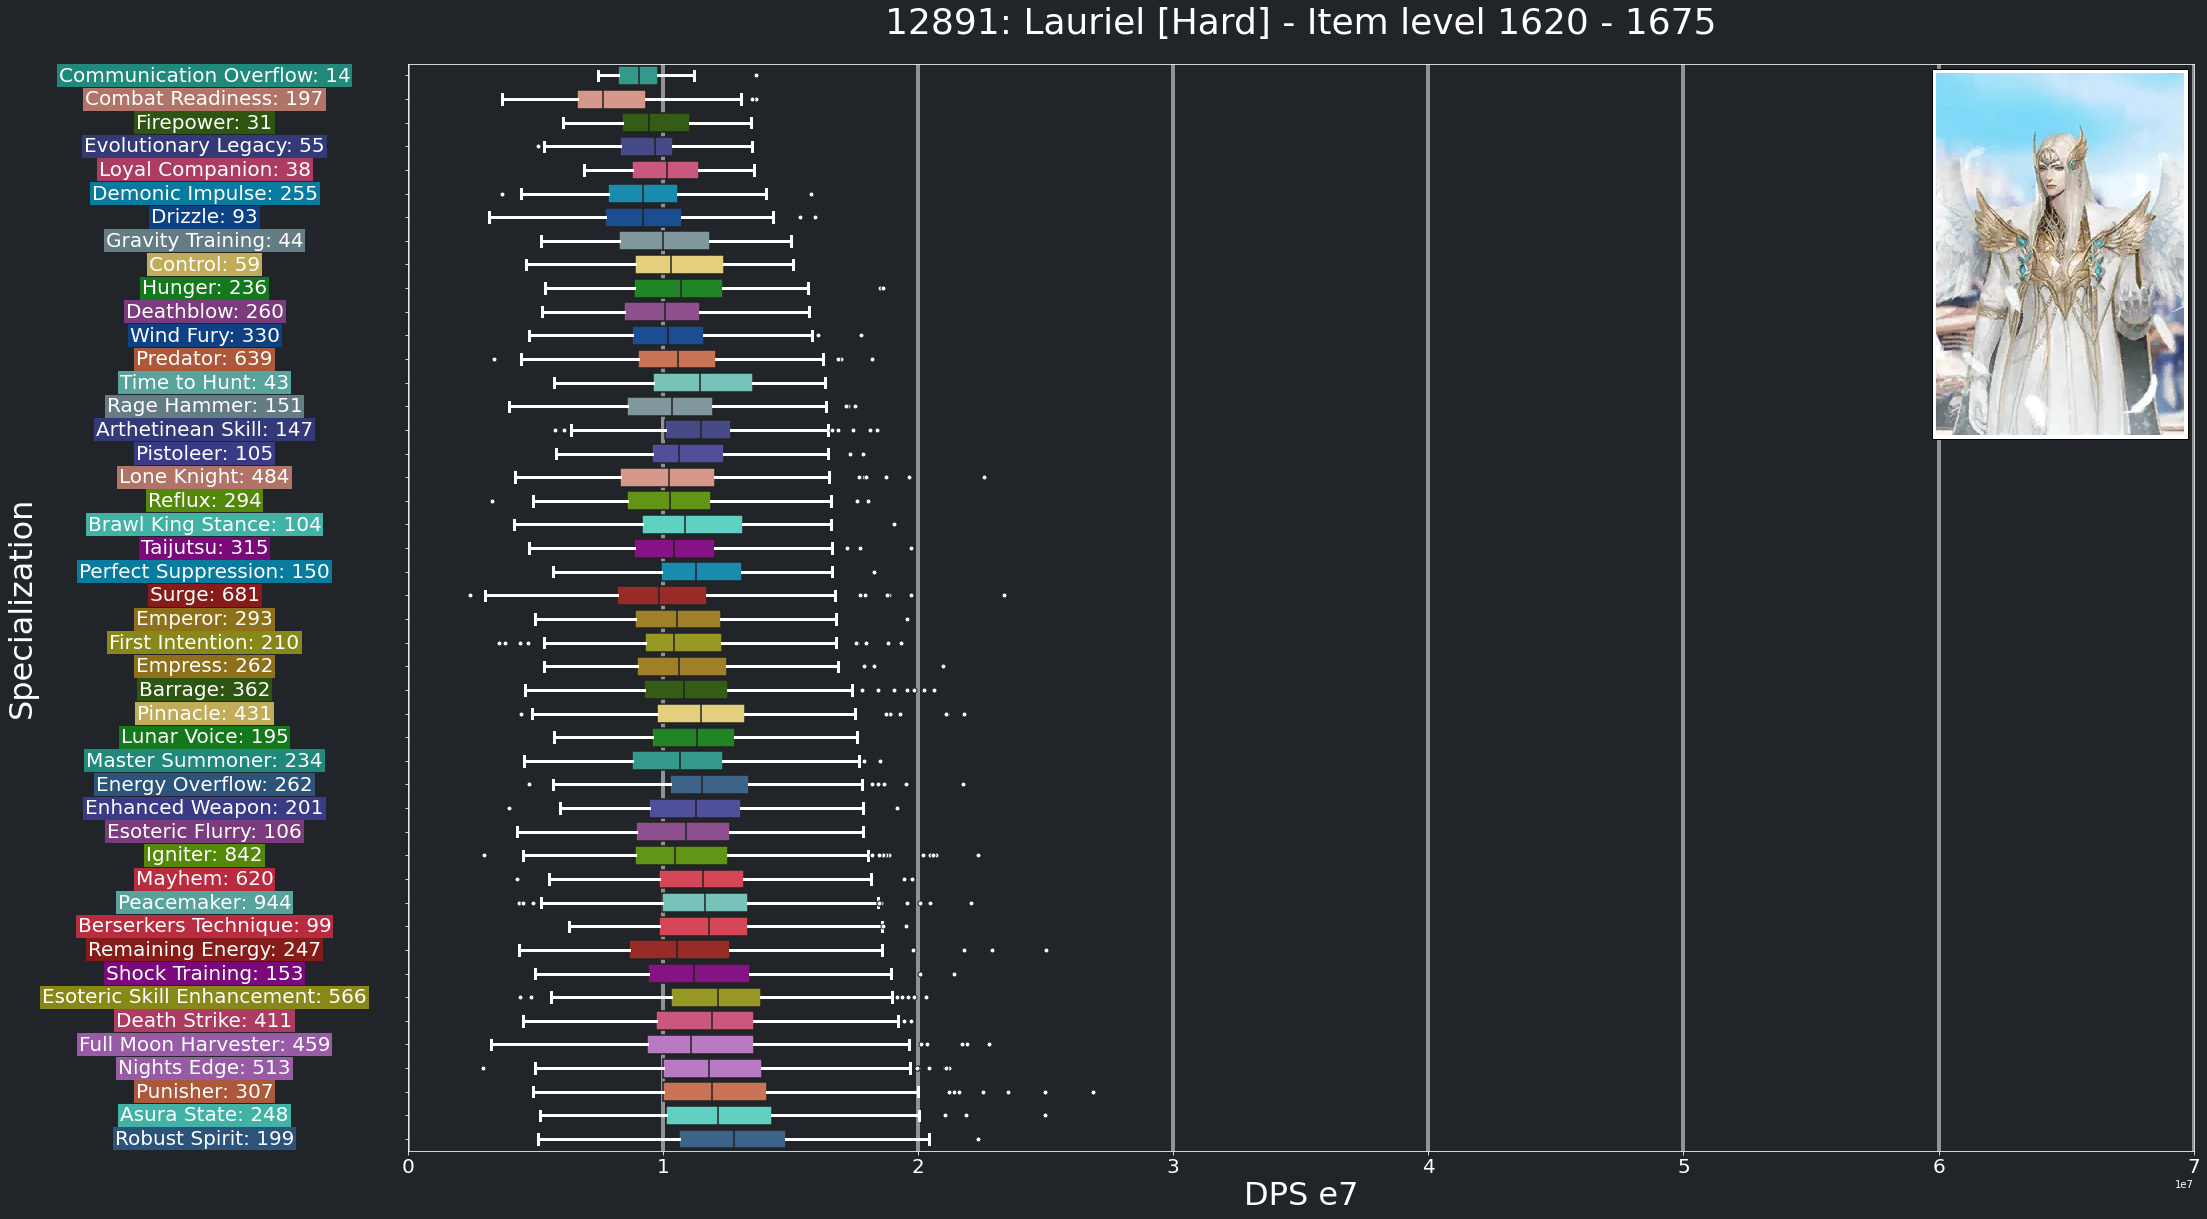 12891: Lauriel [Hard] - Item level 1620 - 1675
Communication Overflow: 14
Combat Readiness: 197
Firepower: 31
Evolutionary Legacy: 55
Loyal Companion: 38
Demonic Impulse: 255
Drizzle: 93
Gravity Training: 44
Control: 59
Hunger: 236
Deathblow: 260
Wind Fury: 330
Predator: 639
Time to Hunt: 43
Rage Hammer: 151
Arthetinean Skill: 147
Pistoleer: 105
Lone Knight: 484
Reflux: 294
Brawl King Stance: 104
Taijutsu: 315
Perfect Suppression: 150
Surge: 681
Emperor: 293
First Intention: 210
Empress: 262
Barrage: 362
Pinnacle: 431
Lunar Voice: 195
Master Summoner: 234
Energy Overflow: 262
Enhanced Weapon: 201
Esoteric Flurry: 106
Igniter: 842
Mayhem: 620
Peacemaker: 944
Berserkers Technique: 99
Remaining Energy: 247
Shock Training: 153
Esoteric Skill Enhancement: 566
Death Strike: 411
Full Moon Harvester: 459
Nights Edge: 513
Punisher: 307
Asura State: 248
Robust Spirit: 199
Specialization
0 1 2 3 4 5 6 7
1e7
DPS e7